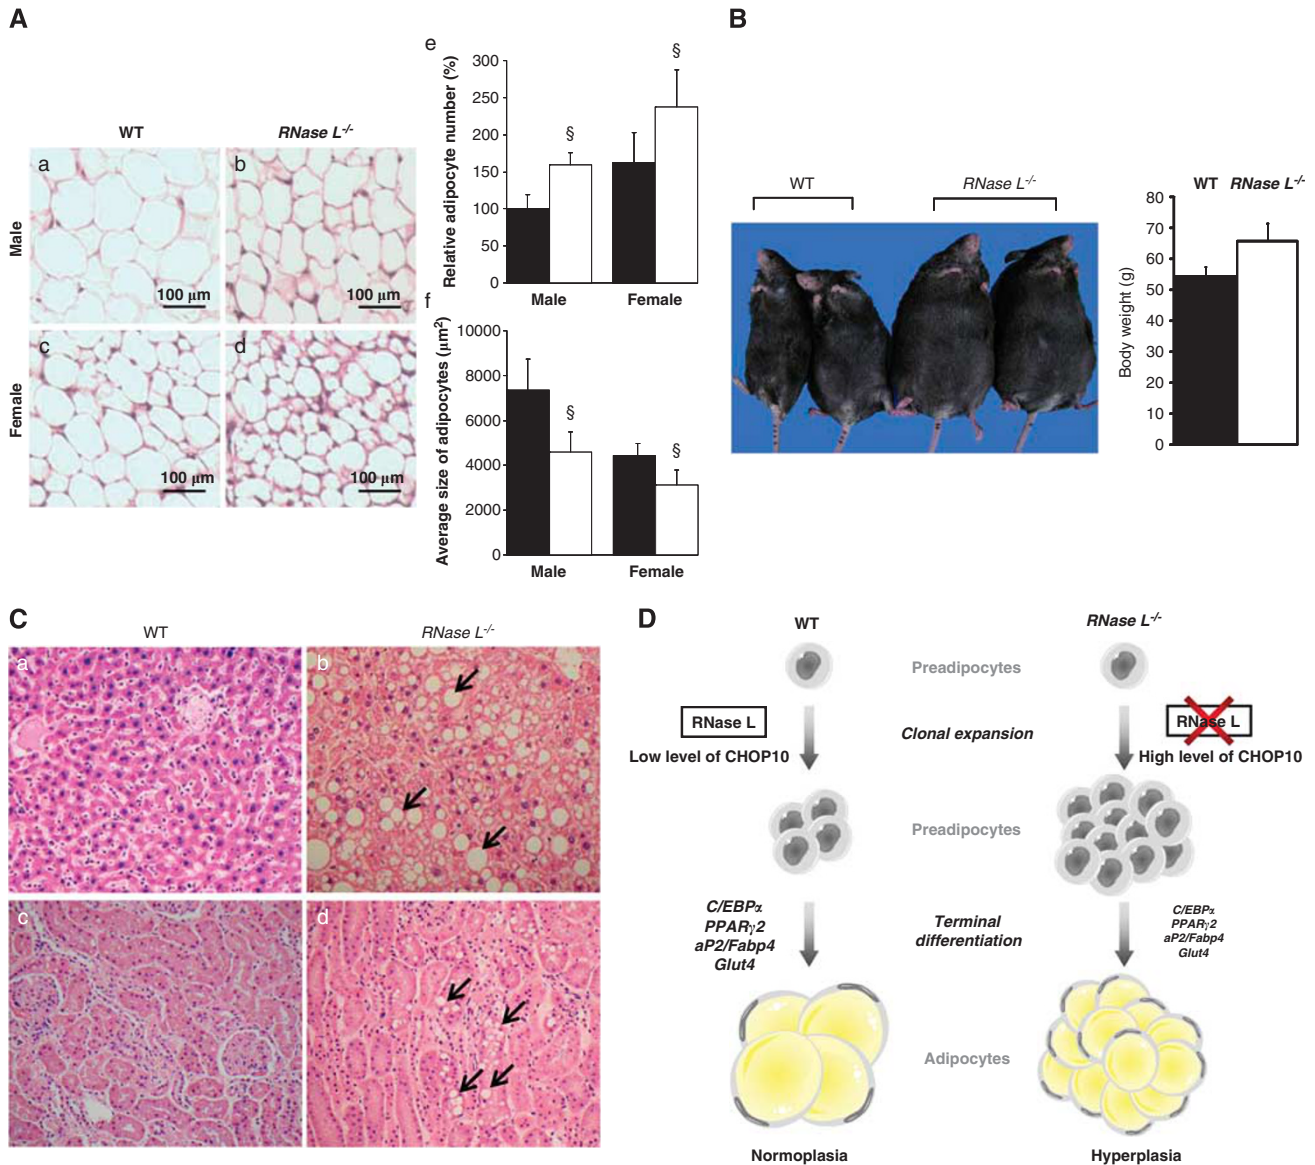 A
WT
RNase L-/-
Male
Female
a
b
c
d
100 µm
100 µm
100 µm
100 µm
e
Relative adipocyte number (%)
300
250
200
150
100
50
0
§
§
Male
Female
f
Average size of adipocytes (µm²)
10000
8000
6000
4000
2000
0
§
§
Male
Female
B
WT
RNase L-/-
WT RNase L-/-
Body weight (g)
80
70
60
50
40
30
20
10
0
C
WT
RNase L-/-
a
b
c
d
D
WT
RNase L-/-
Preadipocytes
RNase L
Clonal expansion
RNase L
Low level of CHOP10
High level of CHOP10
Preadipocytes
C/EBPα
PPARγ2
aP2/Fabp4
Glut4
Terminal
differentiation
C/EBPα
PPARγ2
aP2/Fabp4
Glut4
Adipocytes
Normoplasia
Hyperplasia